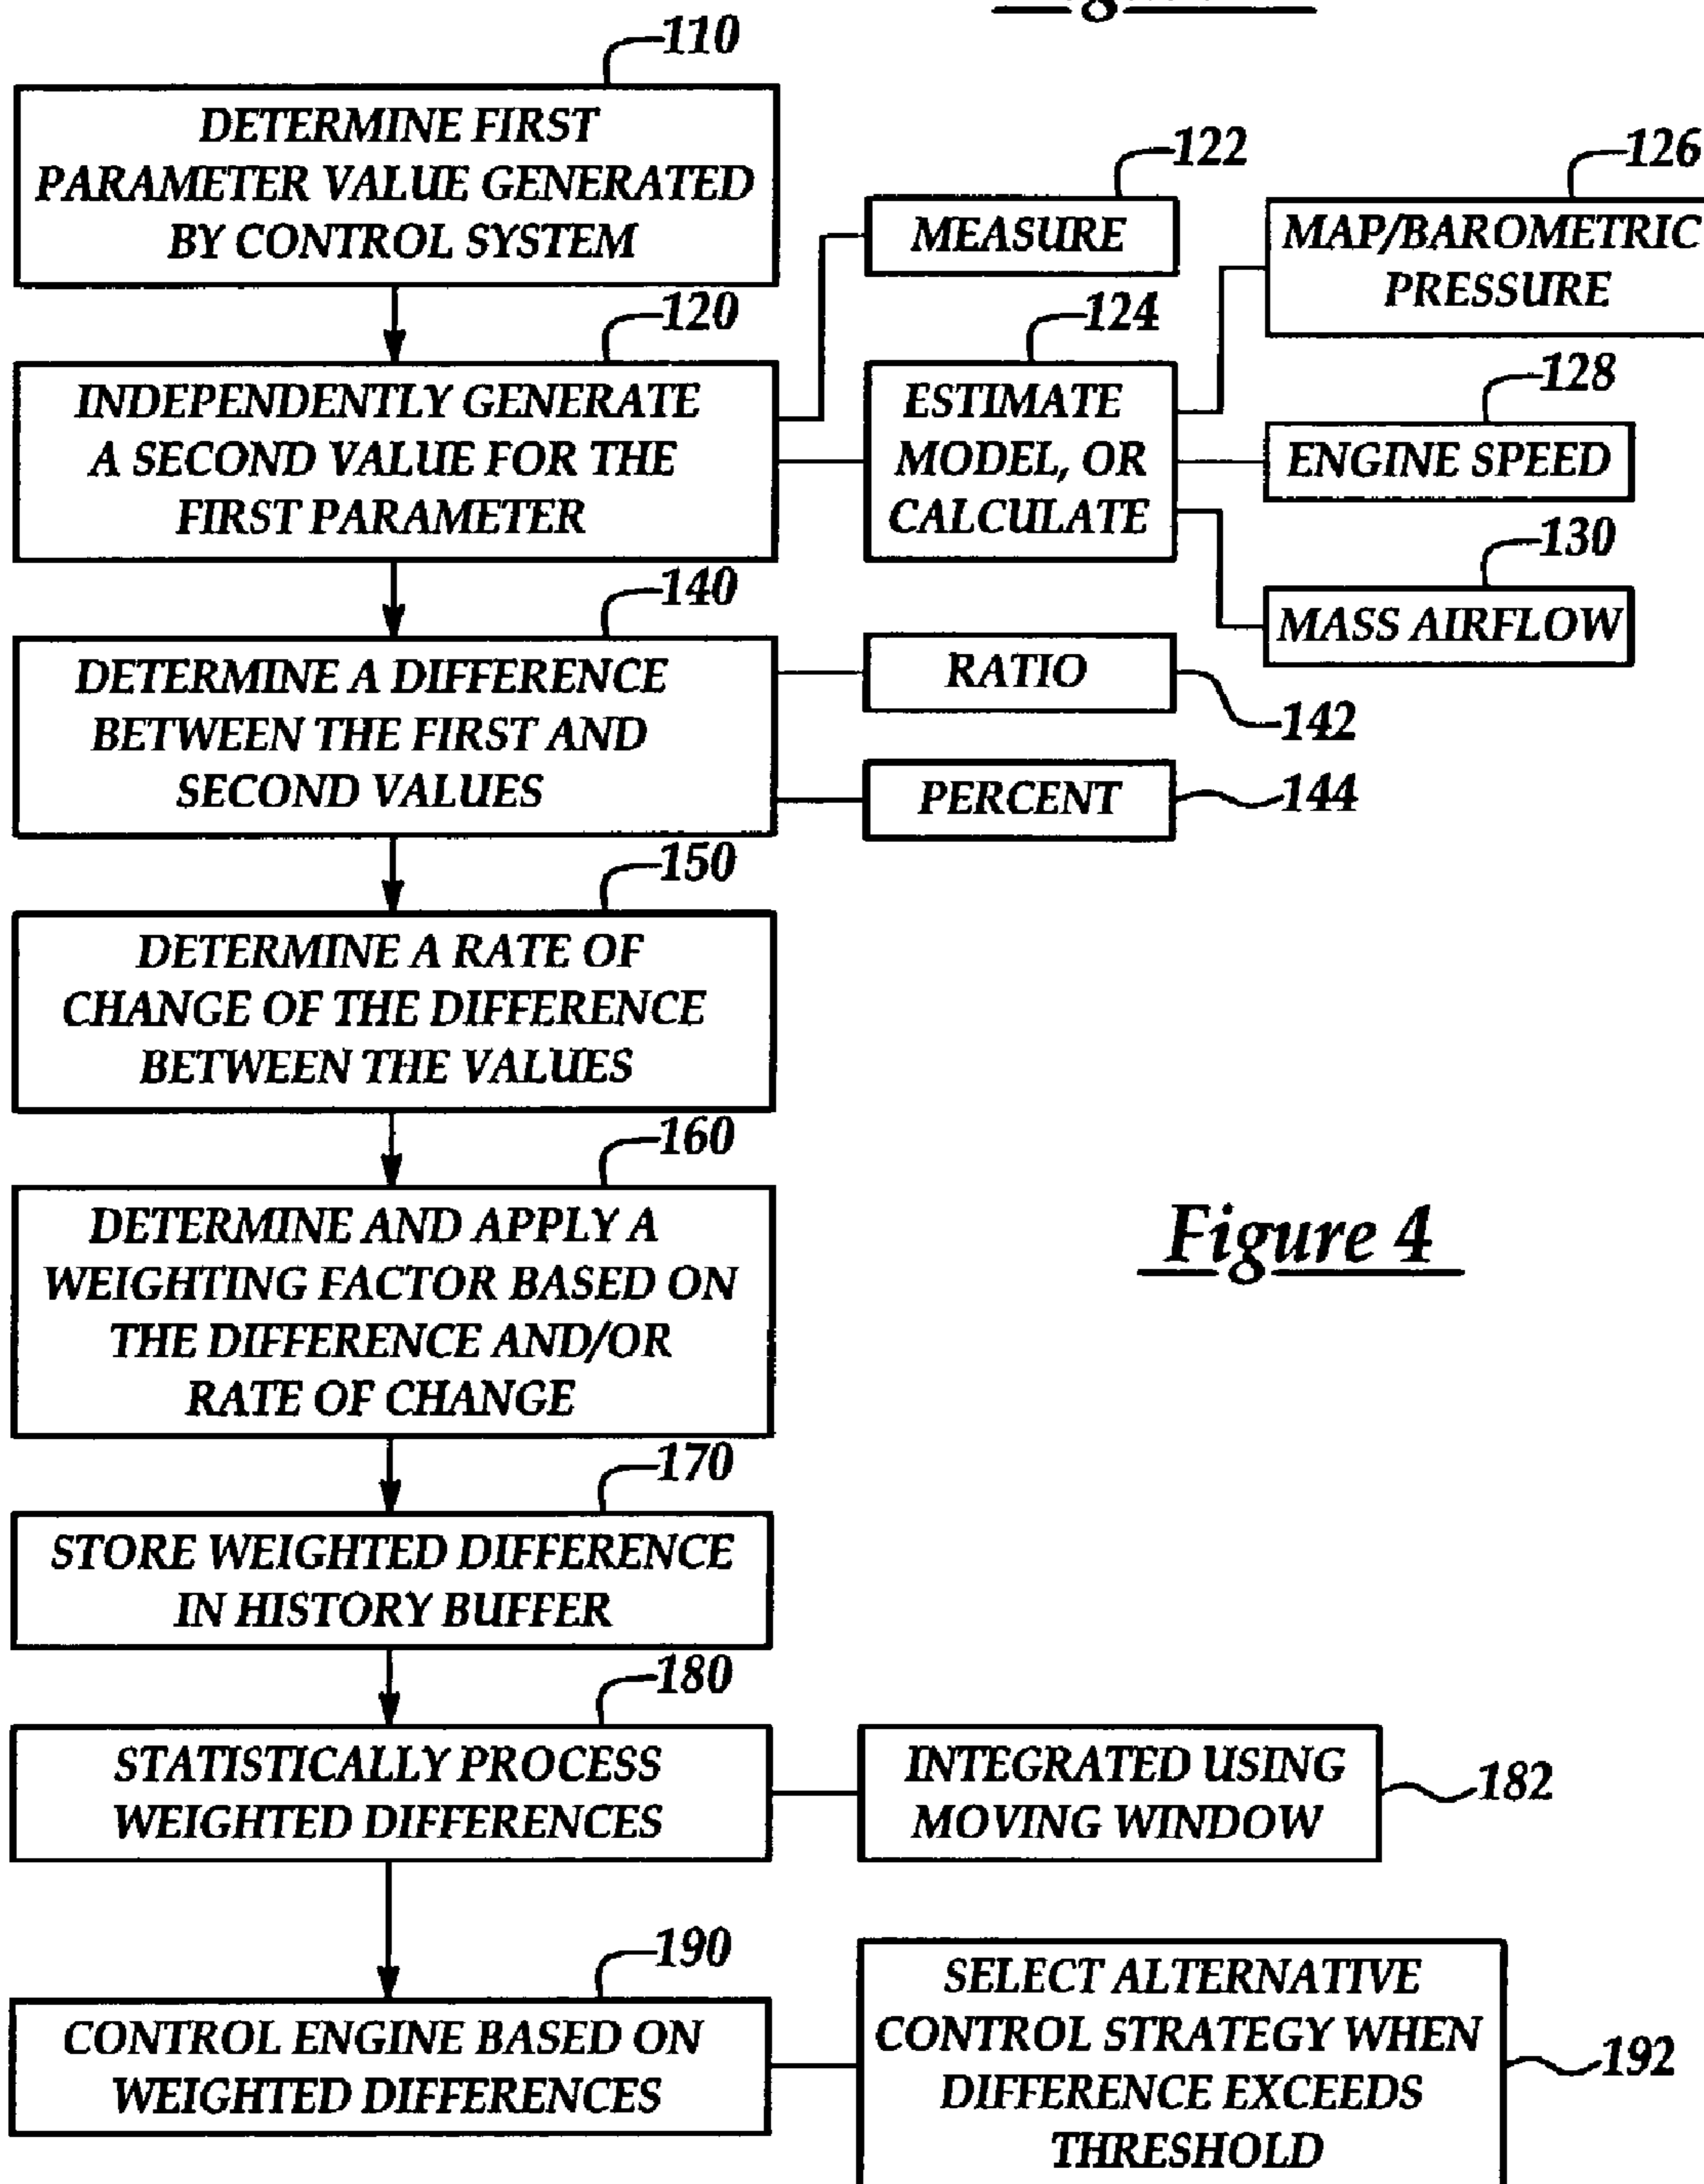 110
DETERMINE FIRST
PARAMETER VALUE GENERATED
BY CONTROL SYSTEM
122
MEASURE
126
MAP/BAROMETRIC
PRESSURE
120
INDEPENDENTLY GENERATE
A SECOND VALUE FOR THE
FIRST PARAMETER
124
ESTIMATE
MODEL, OR
CALCULATE
128
ENGINE SPEED
130
MASS AIRFLOW
140
DETERMINE A DIFFERENCE
BETWEEN THE FIRST AND
SECOND VALUES
RATIO
142
PERCENT
144
150
DETERMINE A RATE OF
CHANGE OF THE DIFFERENCE
BETWEEN THE VALUES
160
DETERMINE AND APPLY A
WEIGHTING FACTOR BASED ON
THE DIFFERENCE AND/OR
RATE OF CHANGE
Figure 4
170
STORE WEIGHTED DIFFERENCE
IN HISTORY BUFFER
180
STATISTICALLY PROCESS
WEIGHTED DIFFERENCES
INTEGRATED USING
MOVING WINDOW
182
190
CONTROL ENGINE BASED ON
WEIGHTED DIFFERENCES
SELECT ALTERNATIVE
CONTROL STRATEGY WHEN
DIFFERENCE EXCEEDS
THRESHOLD
192